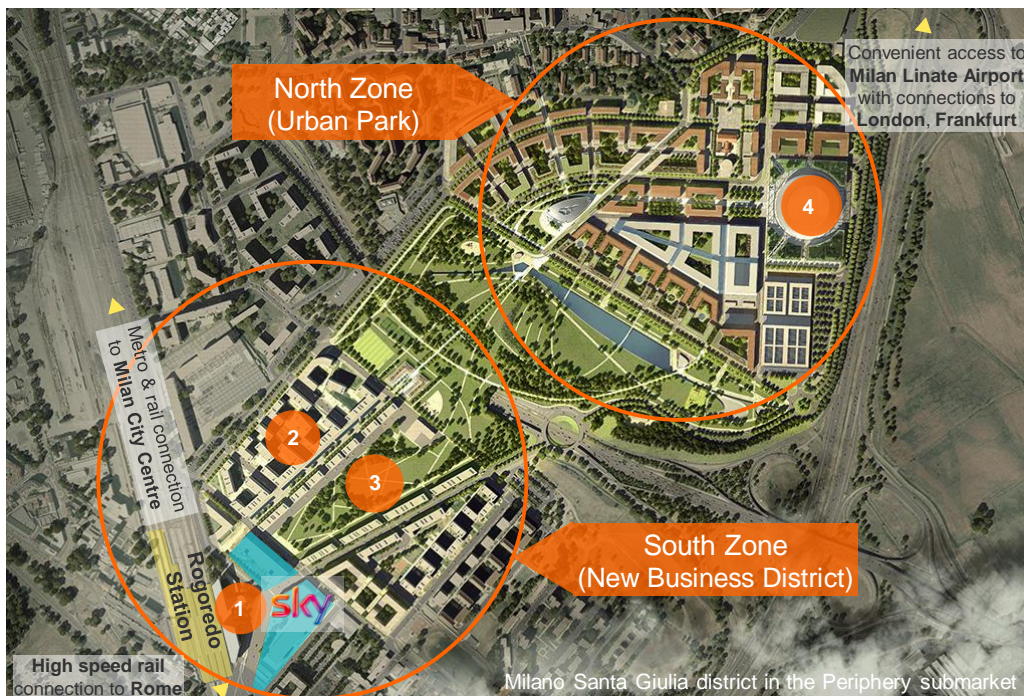 North Zone
(Urban Park)
Convenient access to
Milan Linate Airport
with connections to
London, Frankfurt
4
Metro & rail connection
to Milan City Centre
2
3
South Zone
(New Business District)
Rogoredo
Station
1
sky
High speed rail
connection to Rome
Milano Santa Giulia district in the Periphery submarket